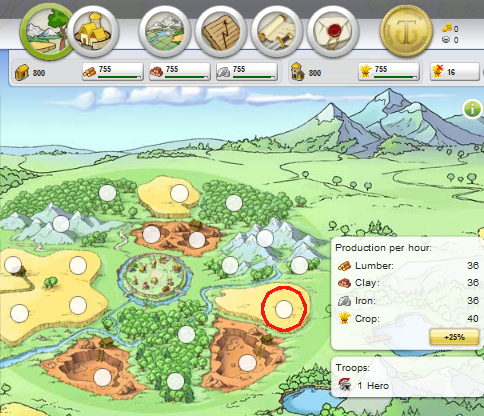 0
0
800
755
755
755
800
755
16
i
Production per hour:
Lumber: 36
Clay: 36
Iron: 36
Crop: 40
+25%
Troops:
1 Hero